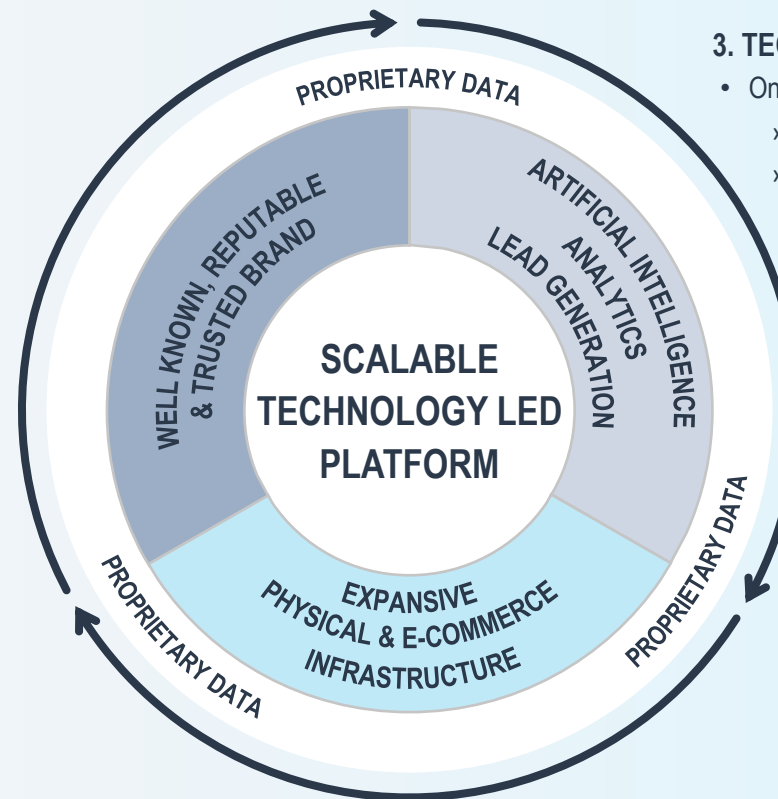 PROPRIETARY DATA
WELL KNOWN, REPUTABLE
& TRUSTED BRAND
ARTIFICIAL INTELLIGENCE
ANALYTICS
LEAD GENERATION
SCALABLE
TECHNOLOGY LED
PLATFORM
EXPANSIVE
PHYSICAL & E-COMMERCE
INFRASTRUCTURE
PROPRIETARY DATA
PROPRIETARY DATA
3.
•
»
»